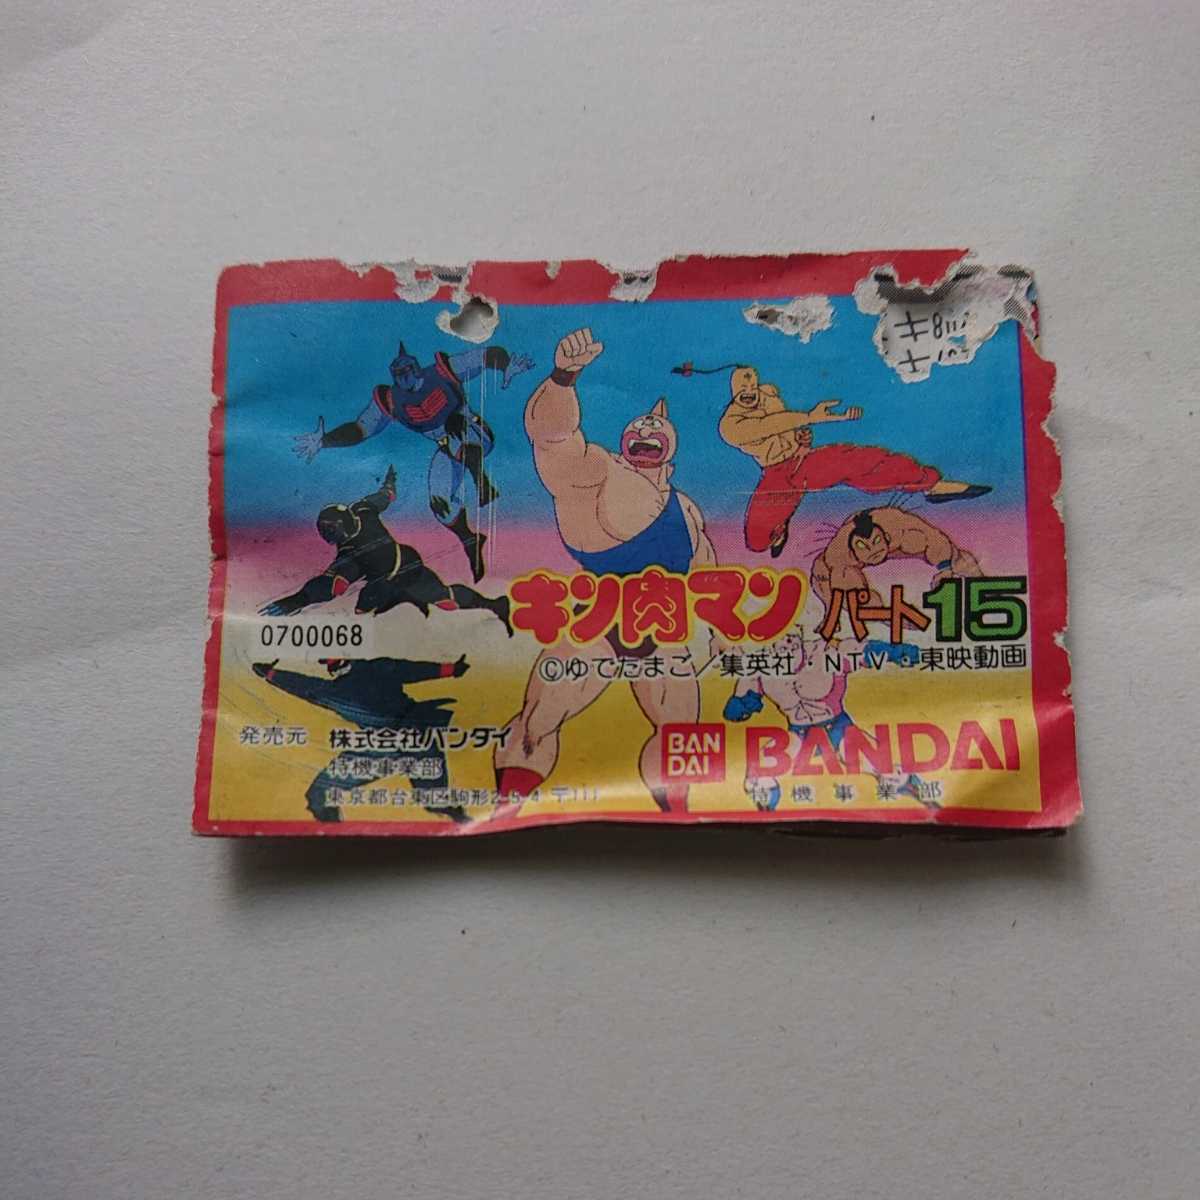 キン肉マン パート15
0700068
©ゆでたまご/集英社・NTV・東映動画
発売元 株式会社バンダイ
特機事業部
東京都台東区駒形2-5-4 〒111
BAN
DAI
BANDAI
特機事業部